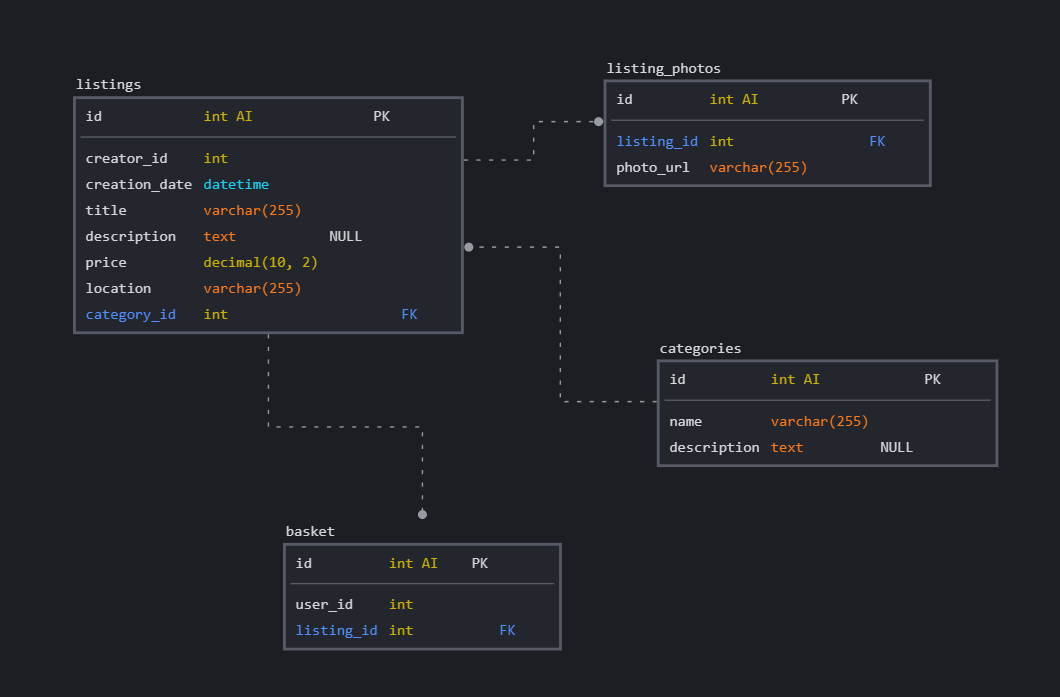 listings
id int AI PK
creator_id int
creation_date datetime
title varchar(255)
description text NULL
price decimal(10, 2)
location varchar(255)
category_id int FK
listing_photos
id int AI PK
listing_id int FK
photo_url varchar(255)
categories
id int AI PK
name varchar(255)
description text NULL
basket
id int AI PK
user_id int
listing_id int FK